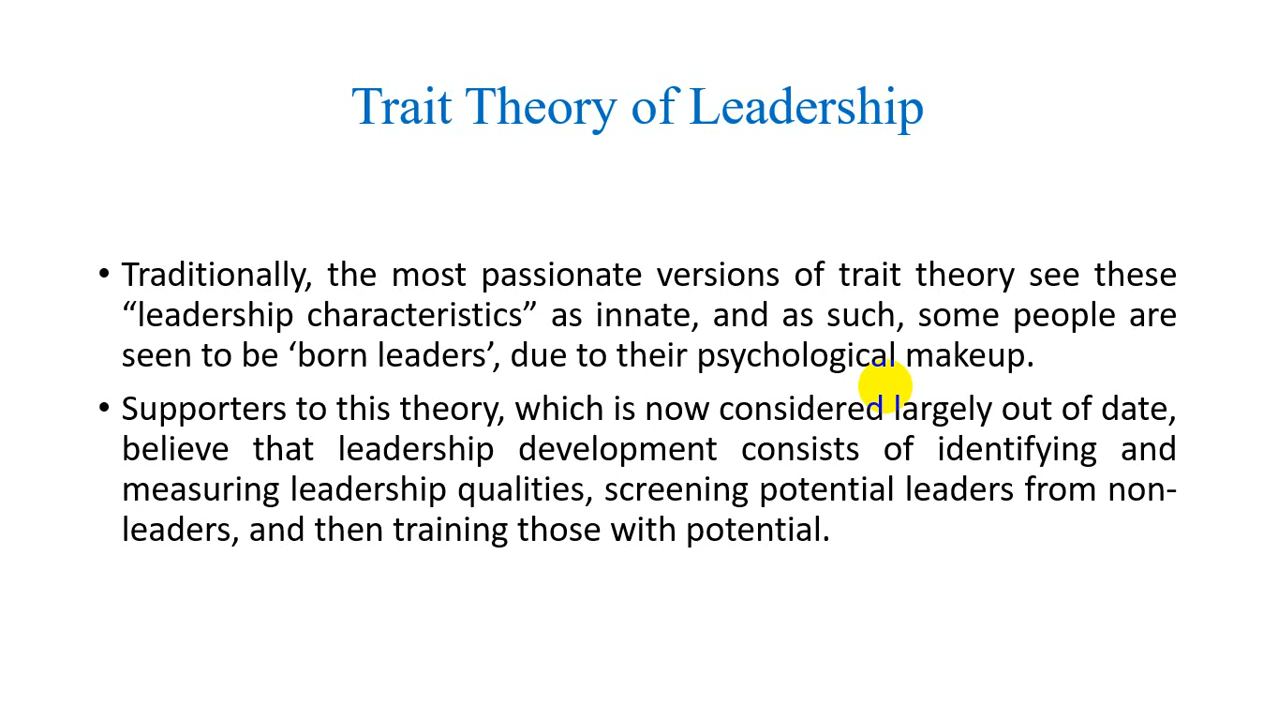 Trait Theory of Leadership
• Traditionally, the most passionate versions of trait theory see these
“leadership characteristics” as innate, and as such, some people are
seen to be ‘born leaders’, due to their psychological makeup.
• Supporters to this theory, which is now considered largely out of date,
believe that leadership development consists of identifying and
measuring leadership qualities, screening potential leaders from non-
leaders, and then training those with potential.